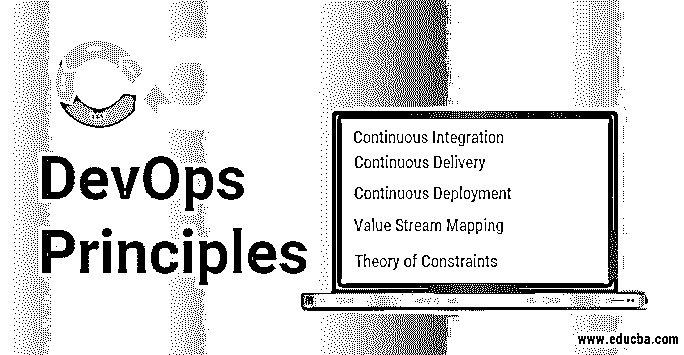 DevOps
Principles
Continuous Integration
Continuous Delivery
Continuous Deployment
Value Stream Mapping
Theory of Constraints
www.educba.com